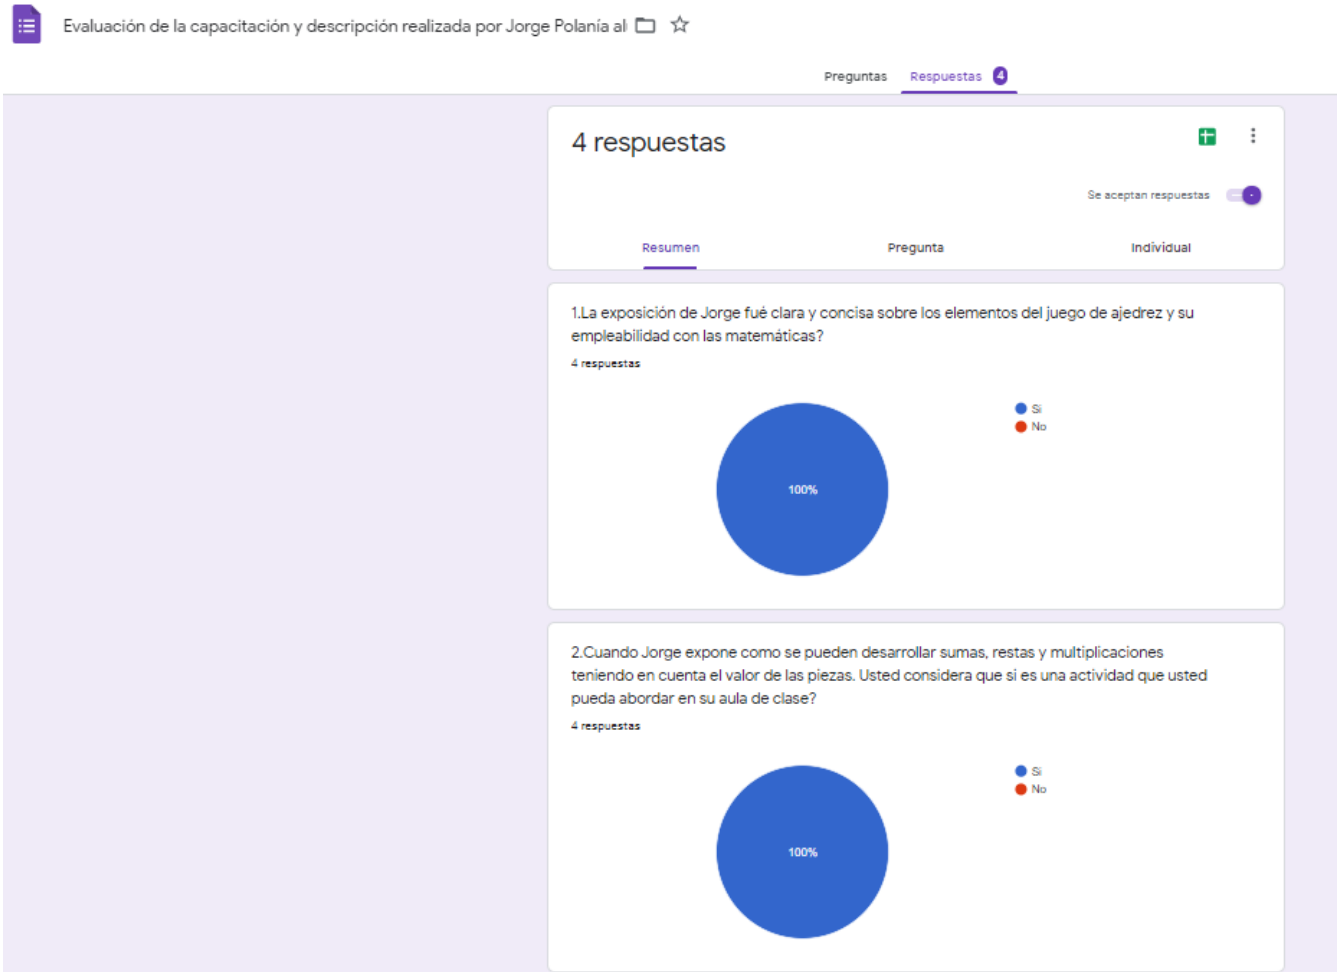 Evaluación de la capacitación y descripción realizada por Jorge Polanía al
Preguntas
Respuestas 4
4 respuestas
Se aceptan respuestas
Resumen
Pregunta
Individual
1.La exposición de Jorge fué clara y concisa sobre los elementos del juego de ajedrez y su
empleabilidad con las matemáticas?
4 respuestas
Si
No
100%
2.Cuando Jorge expone como se pueden desarrollar sumas, restas y multiplicaciones
teniendo en cuenta el valor de las piezas. Usted considera que si es una actividad que usted
pueda abordar en su aula de clase?
4 respuestas
Si
No
100%